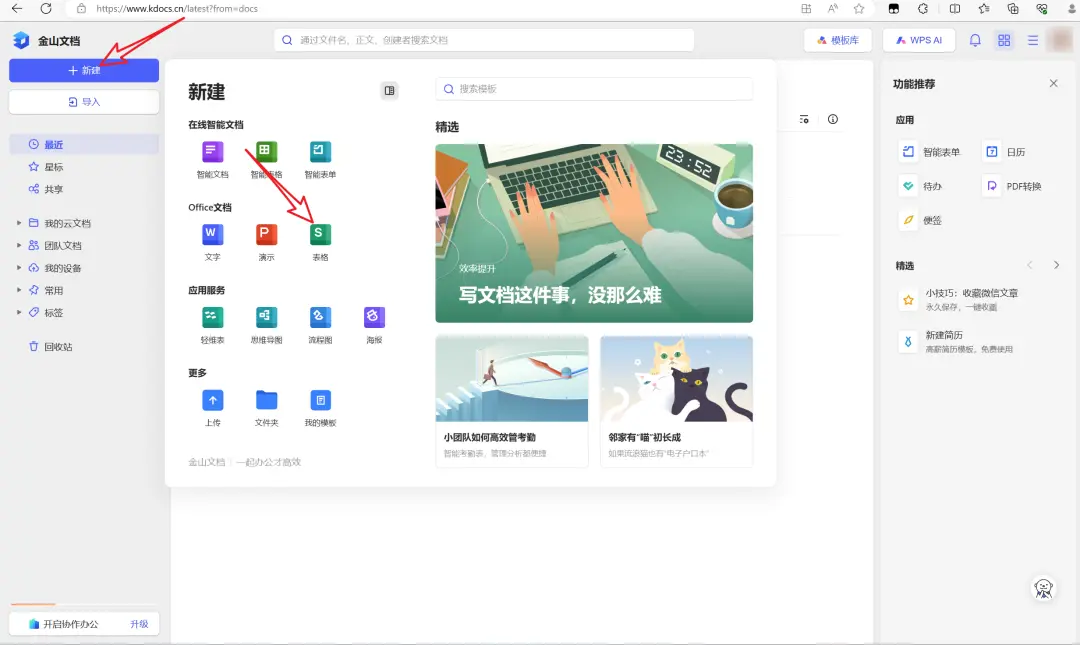 https://www.kdocs.cn/latest?from=docs
金山文档
通过文件名、正文、创建者搜索文档
模板库
WPS AI
新建
导入
最近
星标
共享
我的云文档
团队文档
我的设备
常用
标签
回收站
开启协作办公
升级
新建
在线智能文档
智能文档
智能表格
智能表单
Office文档
W
文字
P
演示
S
表格
应用服务
轻维表
思维导图
流程图
海报
更多
上传
文件夹
我的模板
金山文档
一起办公才高效
搜索模板
精选
23:52
效率提升
写文档这件事，没那么难
小团队如何高效管考勤
智能考勤表，管理分析都便捷
邻家有“喵”初长成
如果流浪猫也有“电子户口本”
功能推荐
应用
智能表单
7
日历
待办
PDF转换
便签
精选
小技巧：收藏微信文章
永久保存，一键收藏
新建简历
高薪简历模板，免费使用